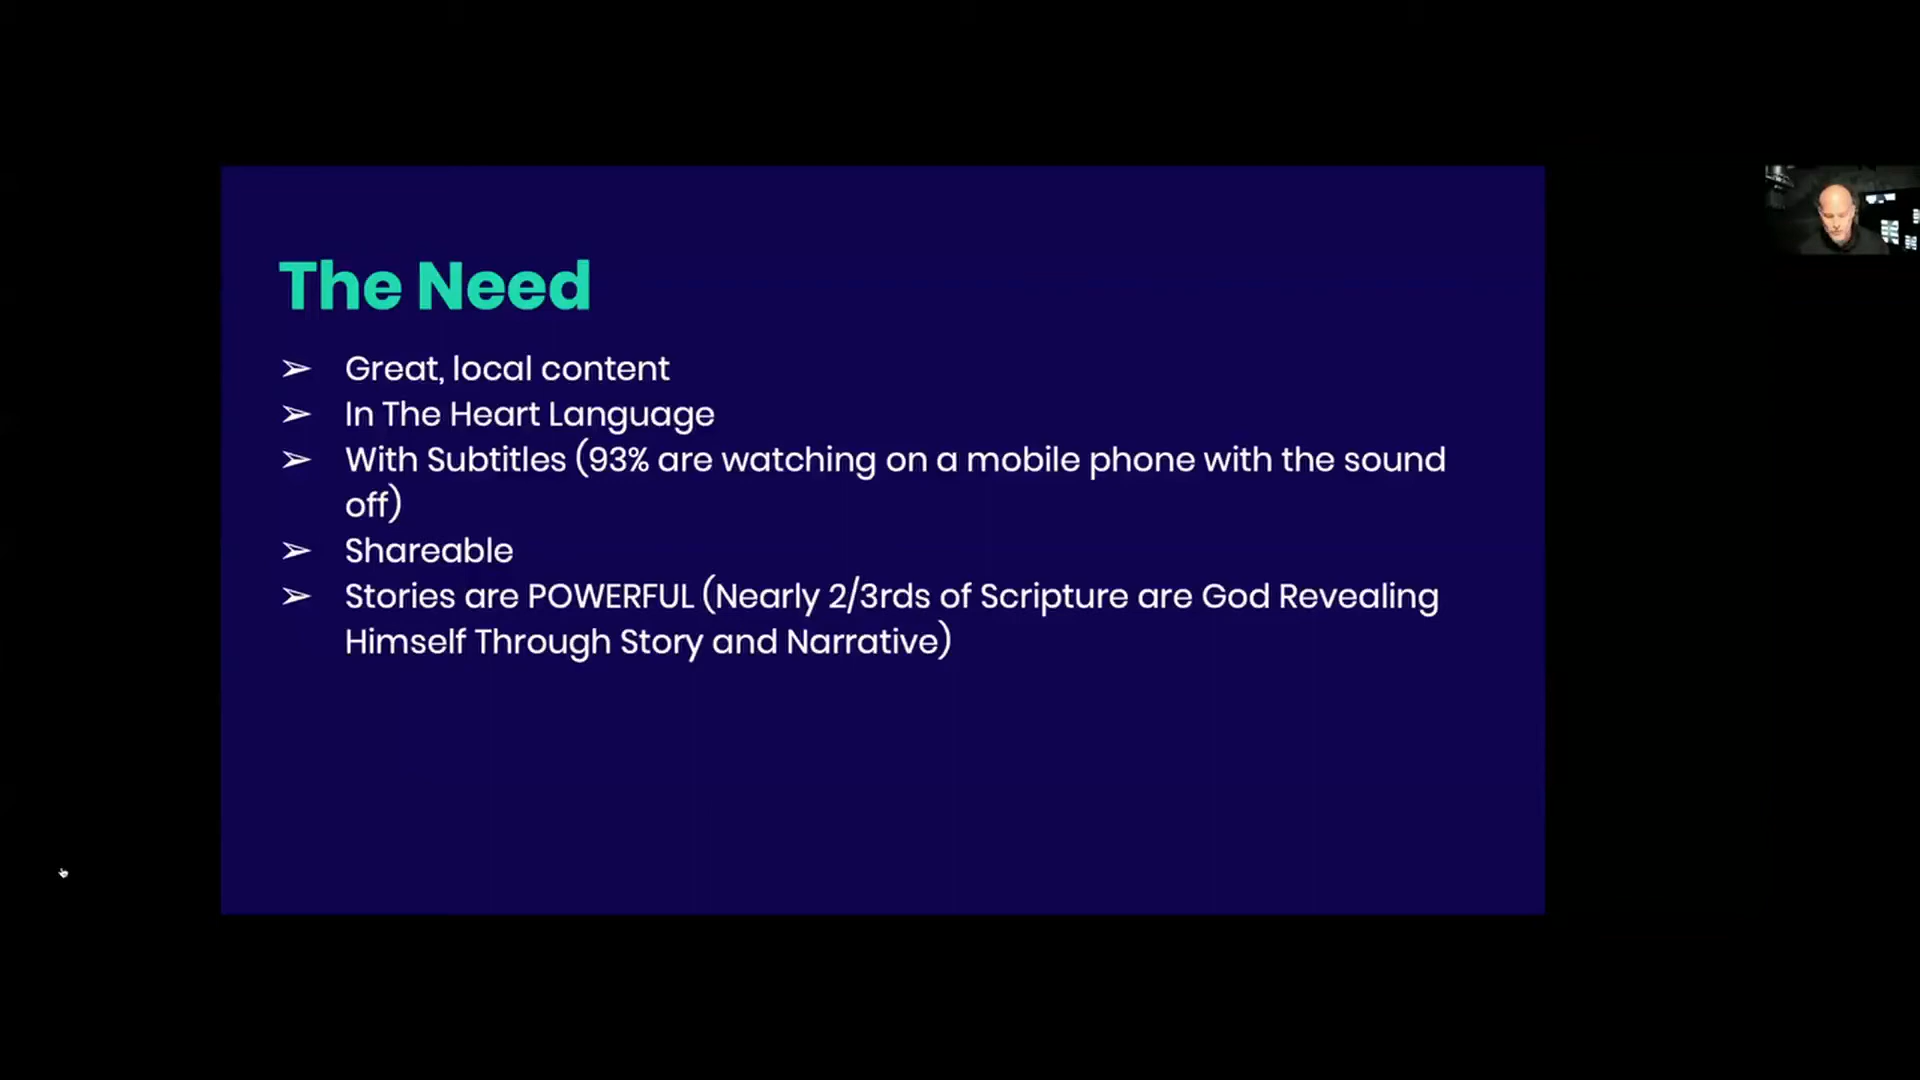 The Need
➢ Great, local content
➢ In The Heart Language
➢ With Subtitles (93% are watching on a mobile phone with the sound
off)
➢ Shareable
➢ Stories are POWERFUL (Nearly 2/3rds of Scripture are God Revealing
Himself Through Story and Narrative)